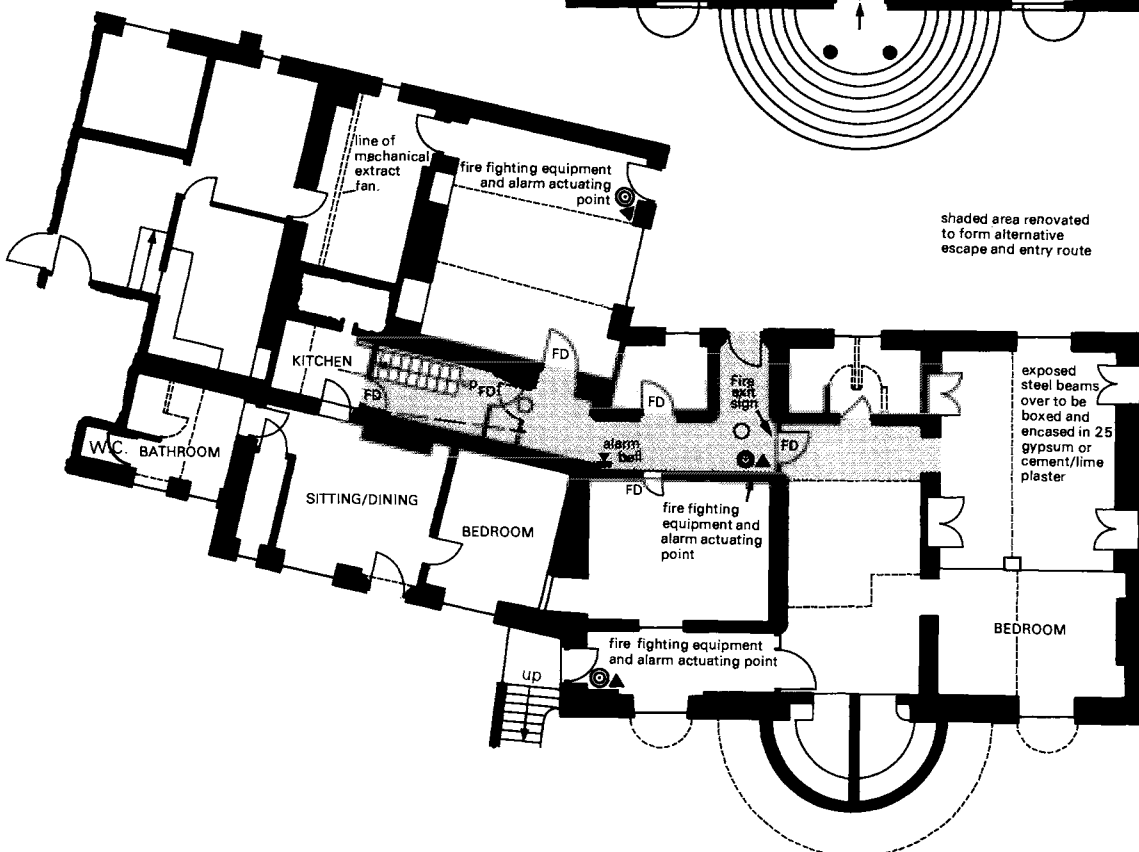 line of
mechanical
extract
fan.
fire fighting equipment
and alarm actuating
point
shaded area renovated
to form alternative
escape and entry route
KITCHEN
FD
up
FD
FD
FD
Fire
exit
sign
FD
exposed
steel beams
over to be
boxed and
encased in 25
gypsum or
cement/lime
plaster
W.C.
BATHROOM
alarm
bell
FD
SITTING/DINING
BEDROOM
fire fighting
equipment and
alarm actuating
point
BEDROOM
fire fighting equipment
and alarm actuating point
up